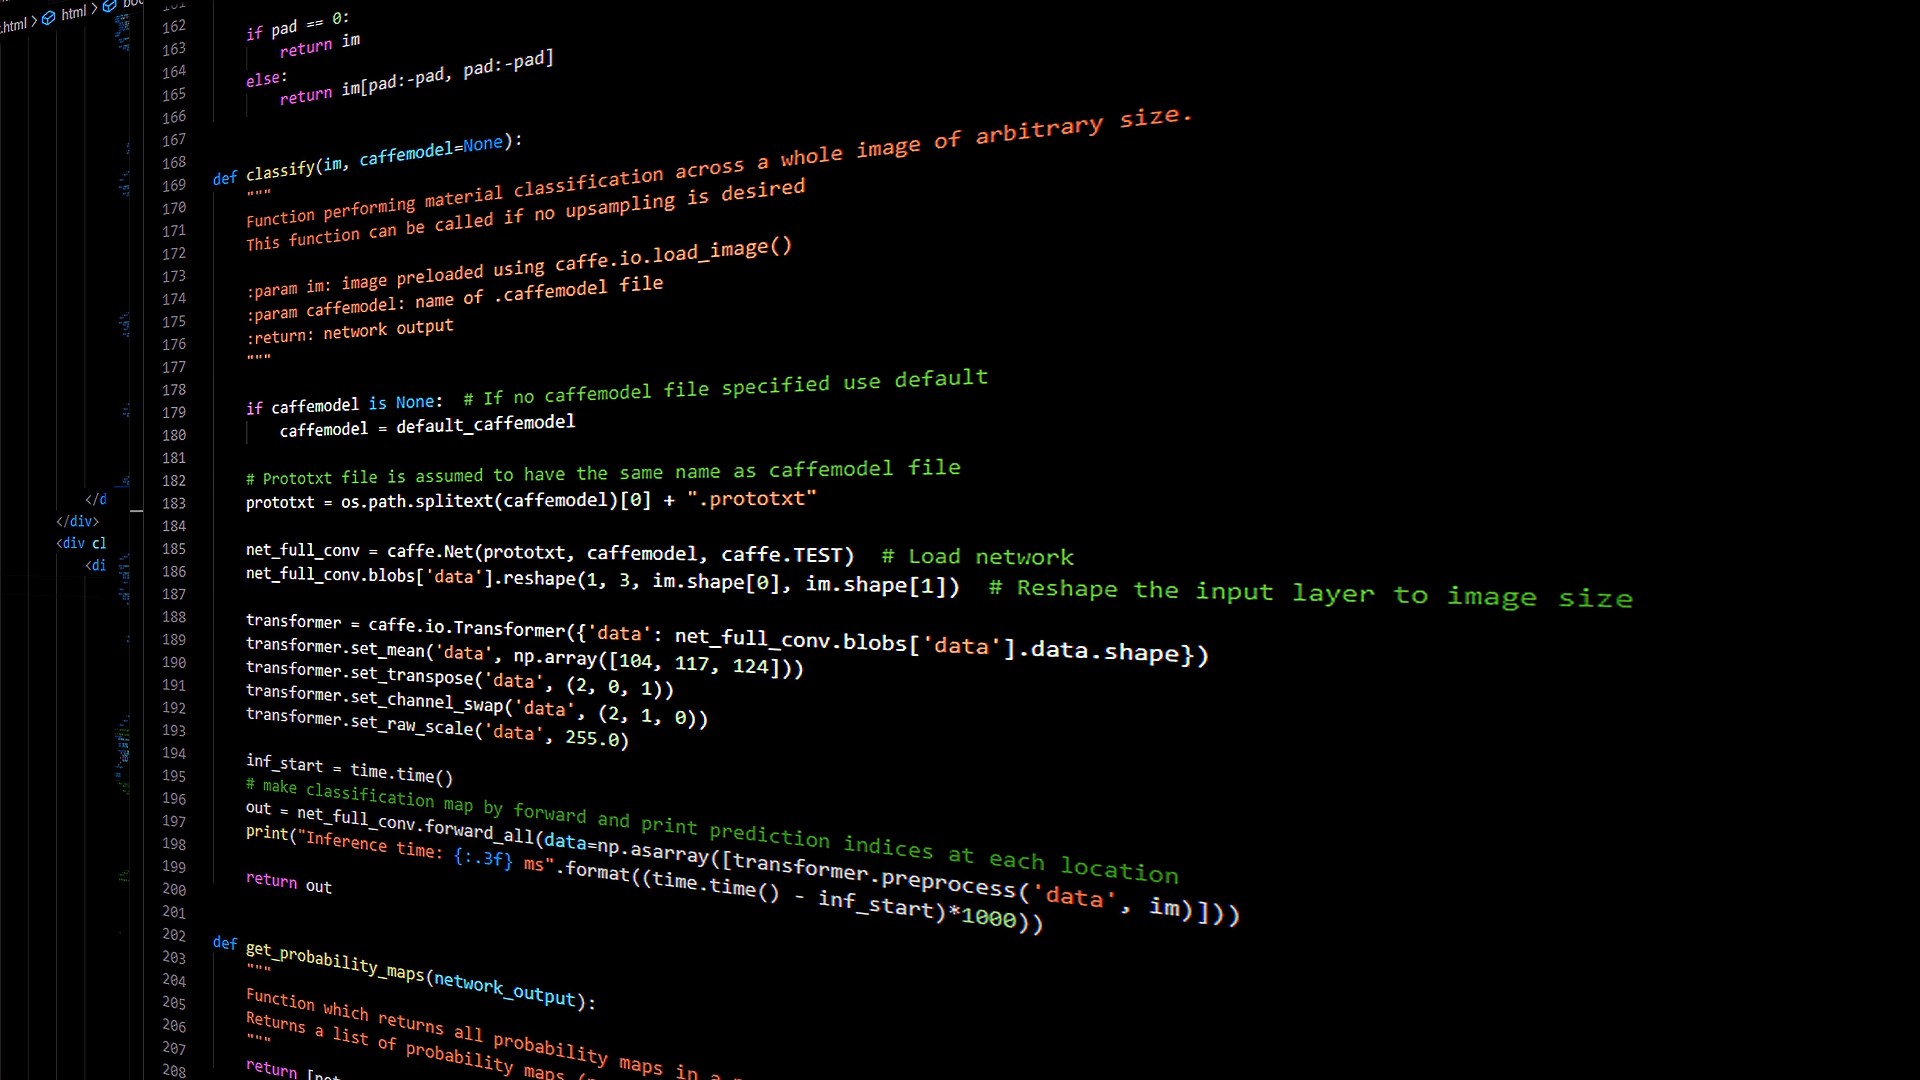 .html > html >
162
163
164
165
166
167
168
169
170
171
172
173
174
175
176
177
178
179
180
181
182
183
184
185
186
187
188
189
190
191
192
193
194
195
196
197
198
199
200
201
202
203
204
205
206
207
208
</d
</div>
<div cl
<di
if pad == 0:
return im
else:
return im[pad:-pad, pad:-pad]
def classify(im, caffemodel=None):
"""
Function performing material classification across a whole image of arbitrary size.
This function can be called if no upsampling is desired
:param im: image preloaded using caffe.io.load_image()
:param caffemodel: name of .caffemodel file
:return: network output
"""
if caffemodel is None:  # If no caffemodel file specified use default
caffemodel = default_caffemodel
# Prototxt file is assumed to have the same name as caffemodel file
prototxt = os.path.splitext(caffemodel)[0] + ".prototxt"
net_full_conv = caffe.Net(prototxt, caffemodel, caffe.TEST)  # Load network
net_full_conv.blobs['data'].reshape(1, 3, im.shape[0], im.shape[1])  # Reshape the input layer to image size
transformer = caffe.io.Transformer({'data': net_full_conv.blobs['data'].data.shape})
transformer.set_mean('data', np.array([104, 117, 124]))
transformer.set_transpose('data', (2, 0, 1))
transformer.set_channel_swap('data', (2, 1, 0))
transformer.set_raw_scale('data', 255.0)
inf_start = time.time()
# make classification map by forward and print prediction indices at each location
out = net_full_conv.forward_all(data=np.asarray([transformer.preprocess('data', im)]))
print("Inference time: {:.3f} ms".format((time.time() - inf_start)*1000))
return out
def get_probability_maps(network_output):
"""
Function which returns all probability maps in a
Returns a list of probability maps
"""
return